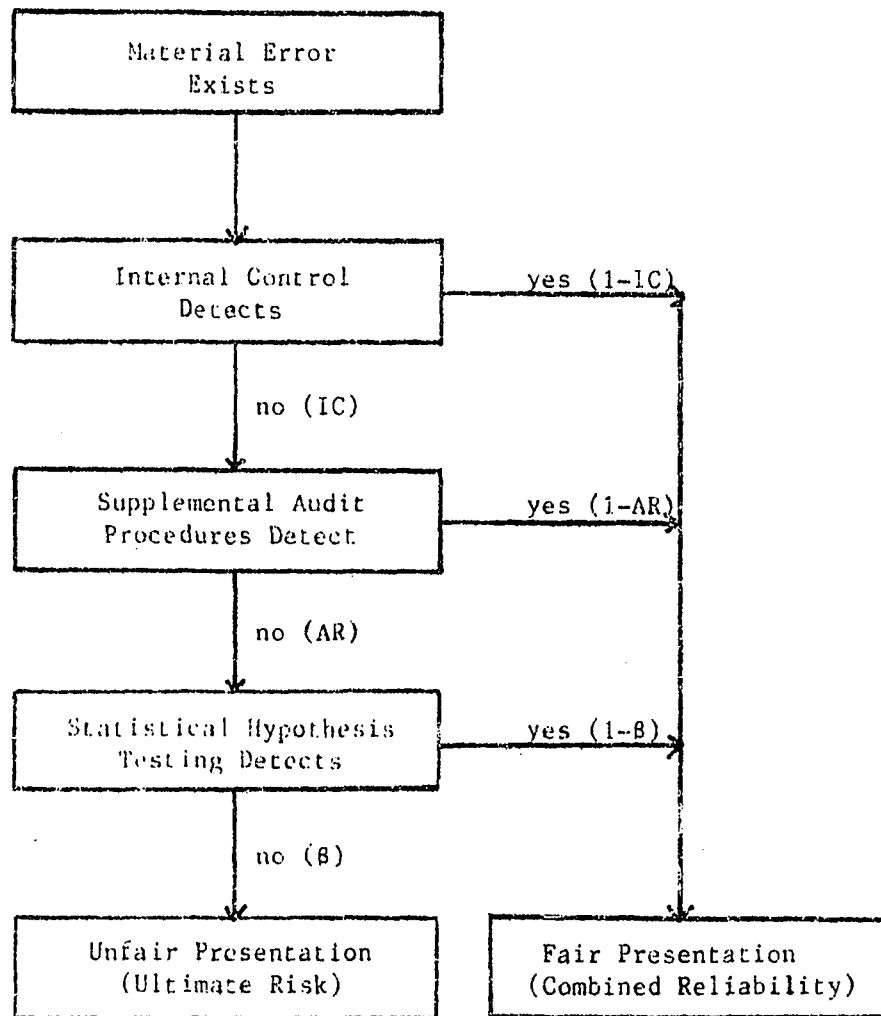 Material Error
Exists
Internal Control
Detects
yes (1-IC)
no (IC)
Supplemental Audit
Procedures Detect
yes (1-AR)
no (AR)
Statistical Hypothesis
Testing Detects
yes (1-β)
no (β)
Unfair Presentation
(Ultimate Risk)
Fair Presentation
(Combined Reliability)